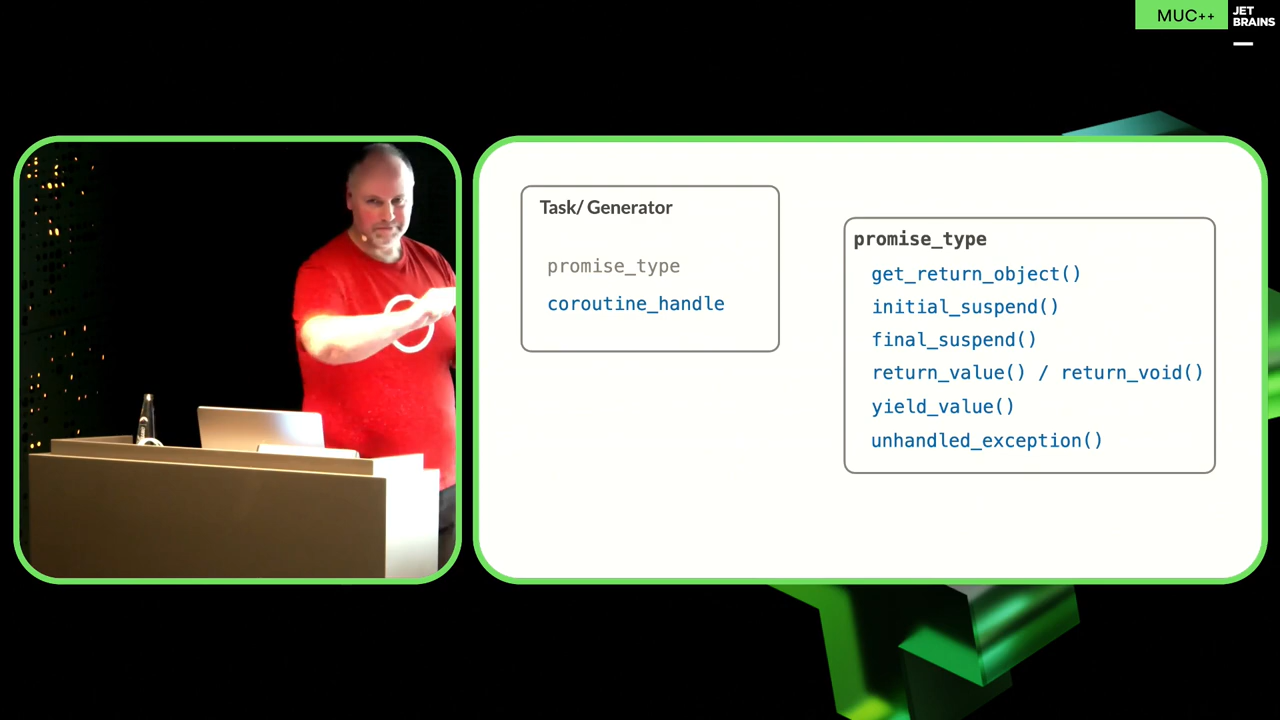 MUC++
JET
BRAINS
Task/ Generator
promise_type
coroutine_handle
promise_type
get_return_object()
initial_suspend()
final_suspend()
return_value() / return_void()
yield_value()
unhandled_exception()